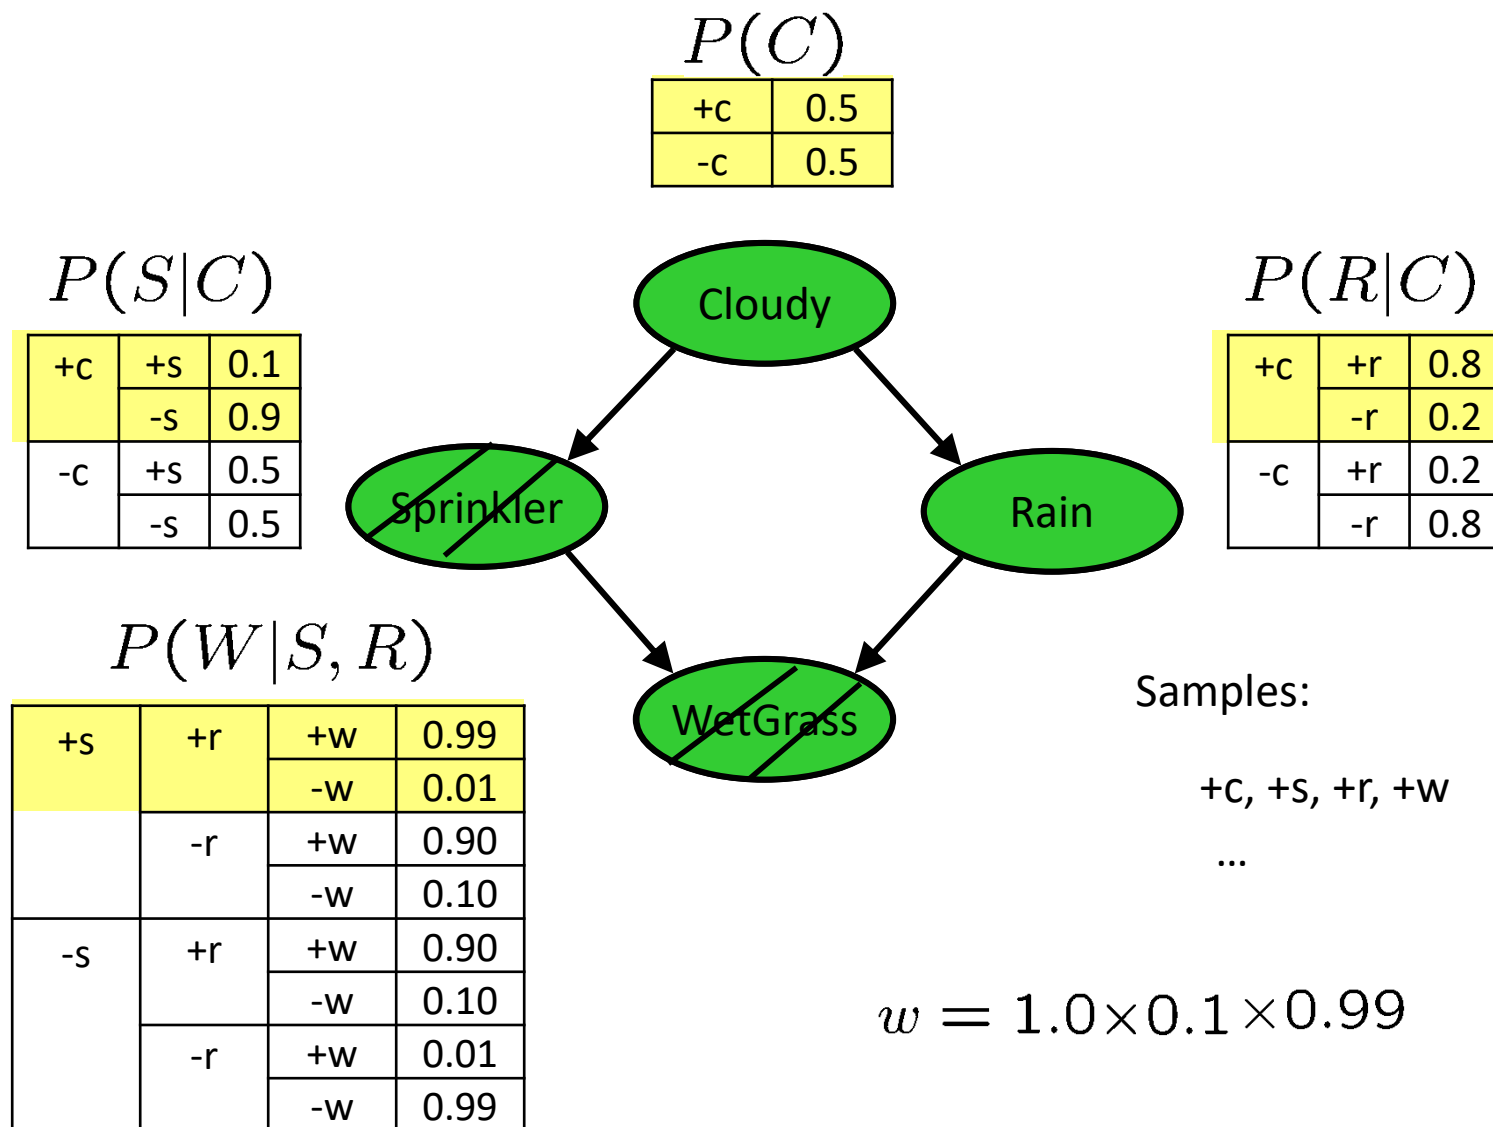 P(C)
+c 0.5
-c 0.5
P(S|C)
+c +s 0.1
-s 0.9
-c +s 0.5
-s 0.5
Cloudy
P(R|C)
+c +r 0.8
-r 0.2
-c +r 0.2
-r 0.8
Sprinkler
Rain
P(W|S, R)
+s +r +w 0.99
-w 0.01
-r +w 0.90
-w 0.10
-s +r +w 0.90
-w 0.10
-r +w 0.01
-w 0.99
WetGrass
Samples:
+c, +s, +r, +w
...
w = 1.0×0.1×0.99